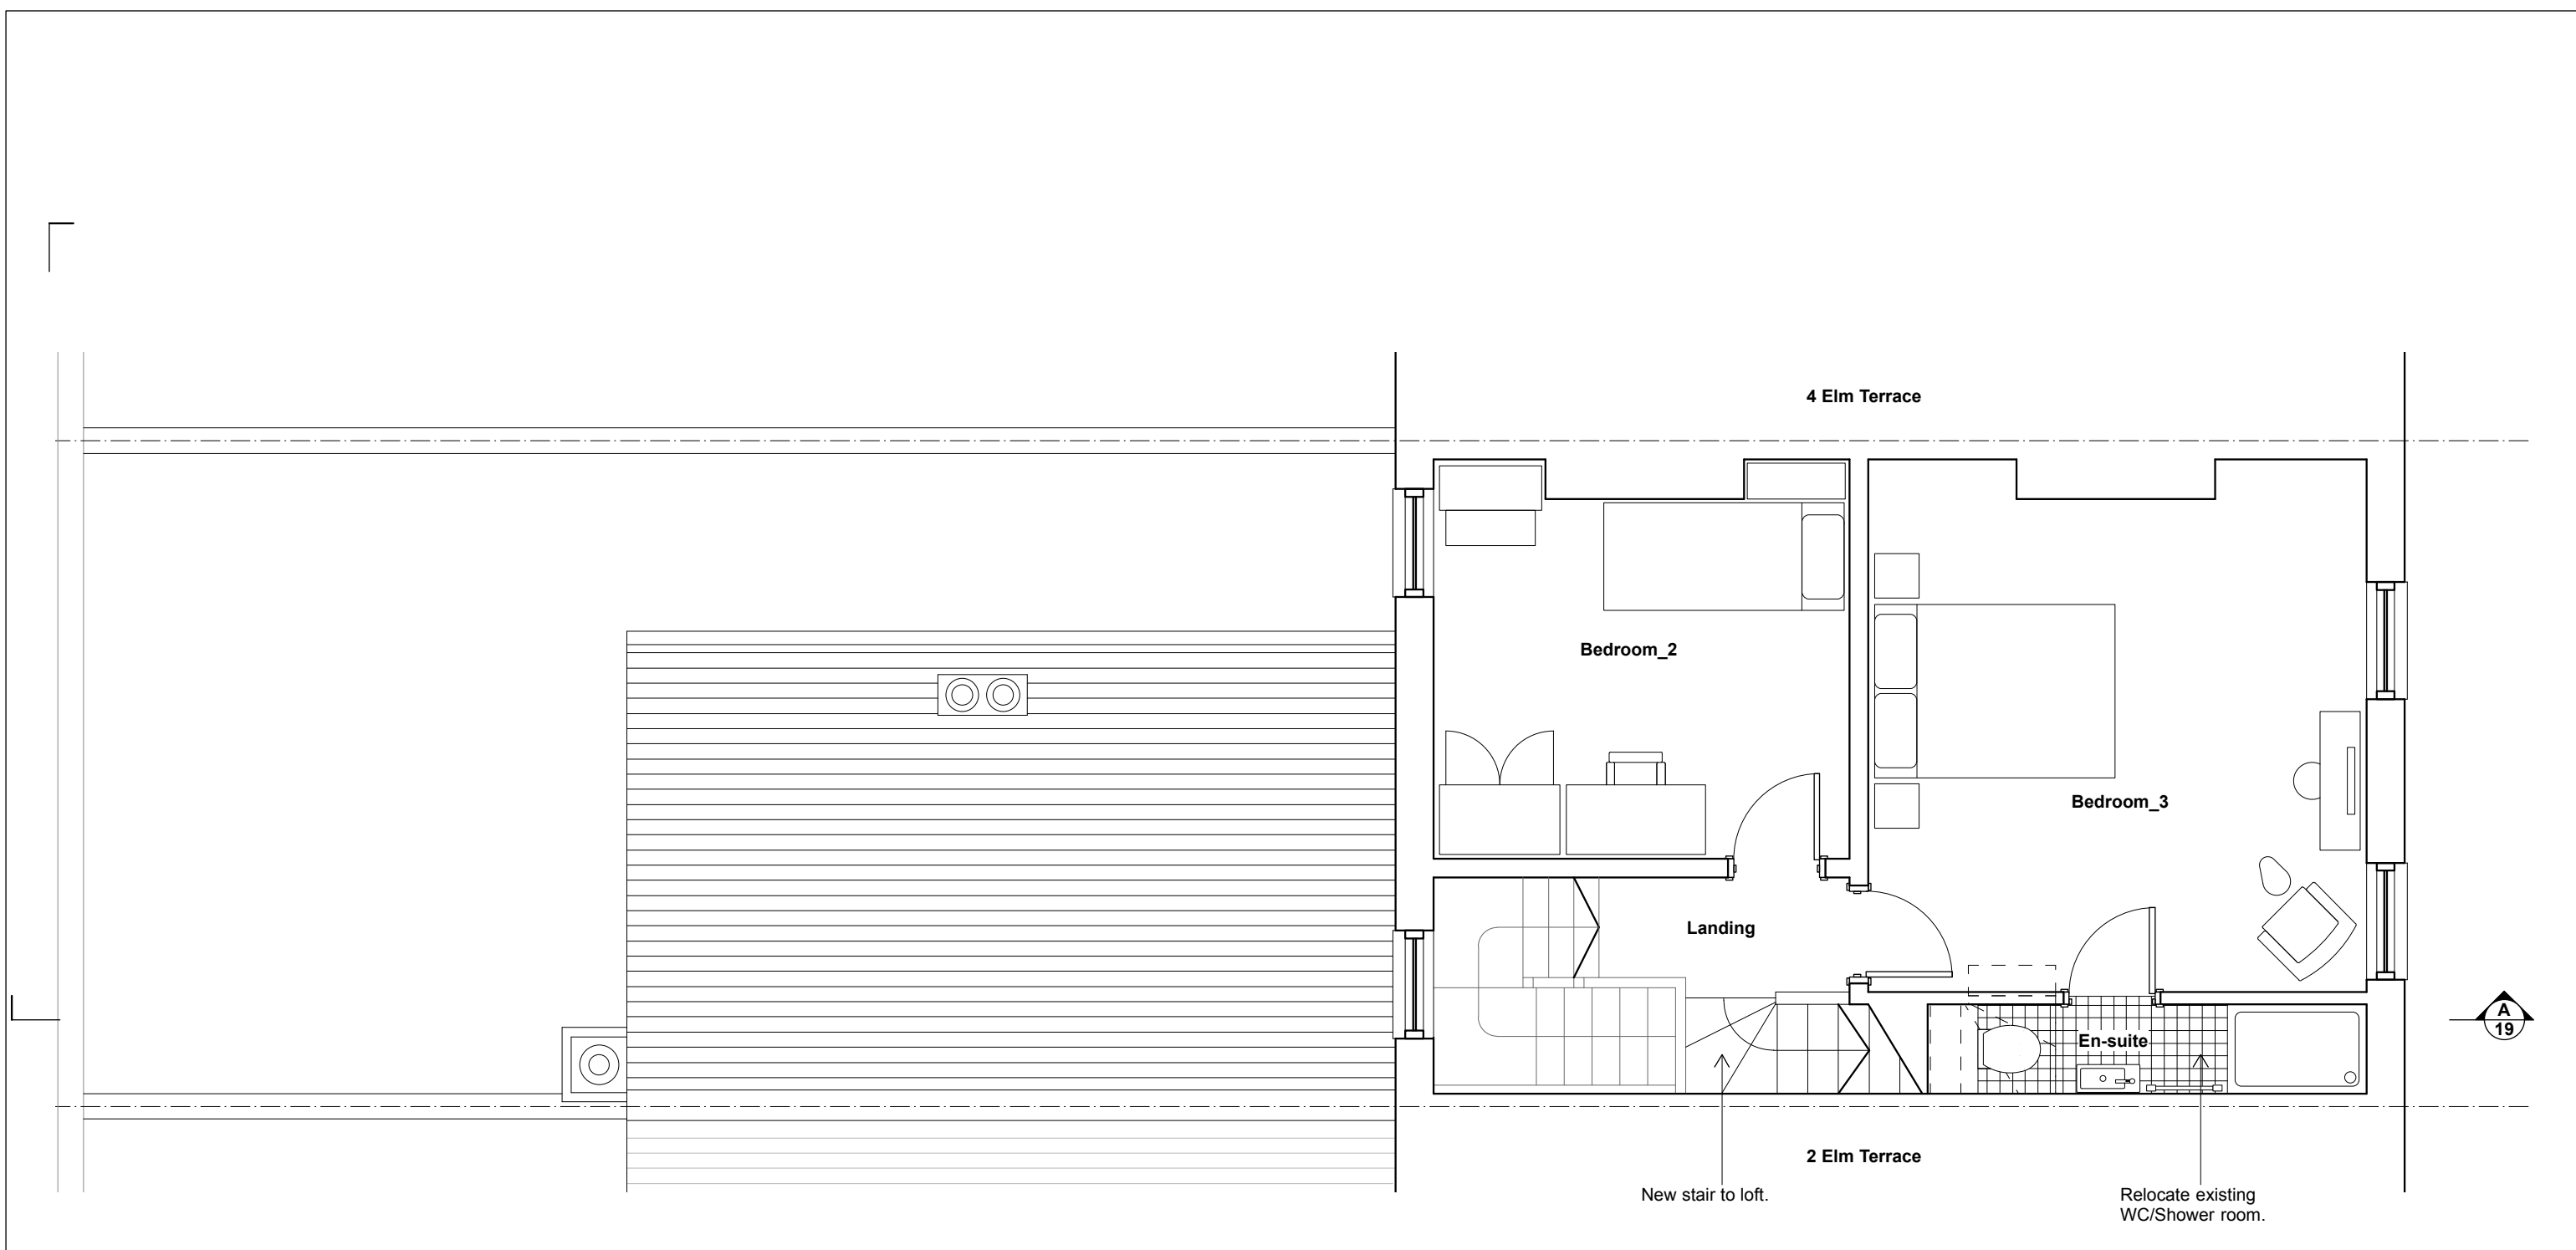 4 Elm Terrace
Bedroom_2
Bedroom_3
Landing
A
19
En-suite
2 Elm Terrace
New stair to loft.
Relocate existing
WC/Shower room.